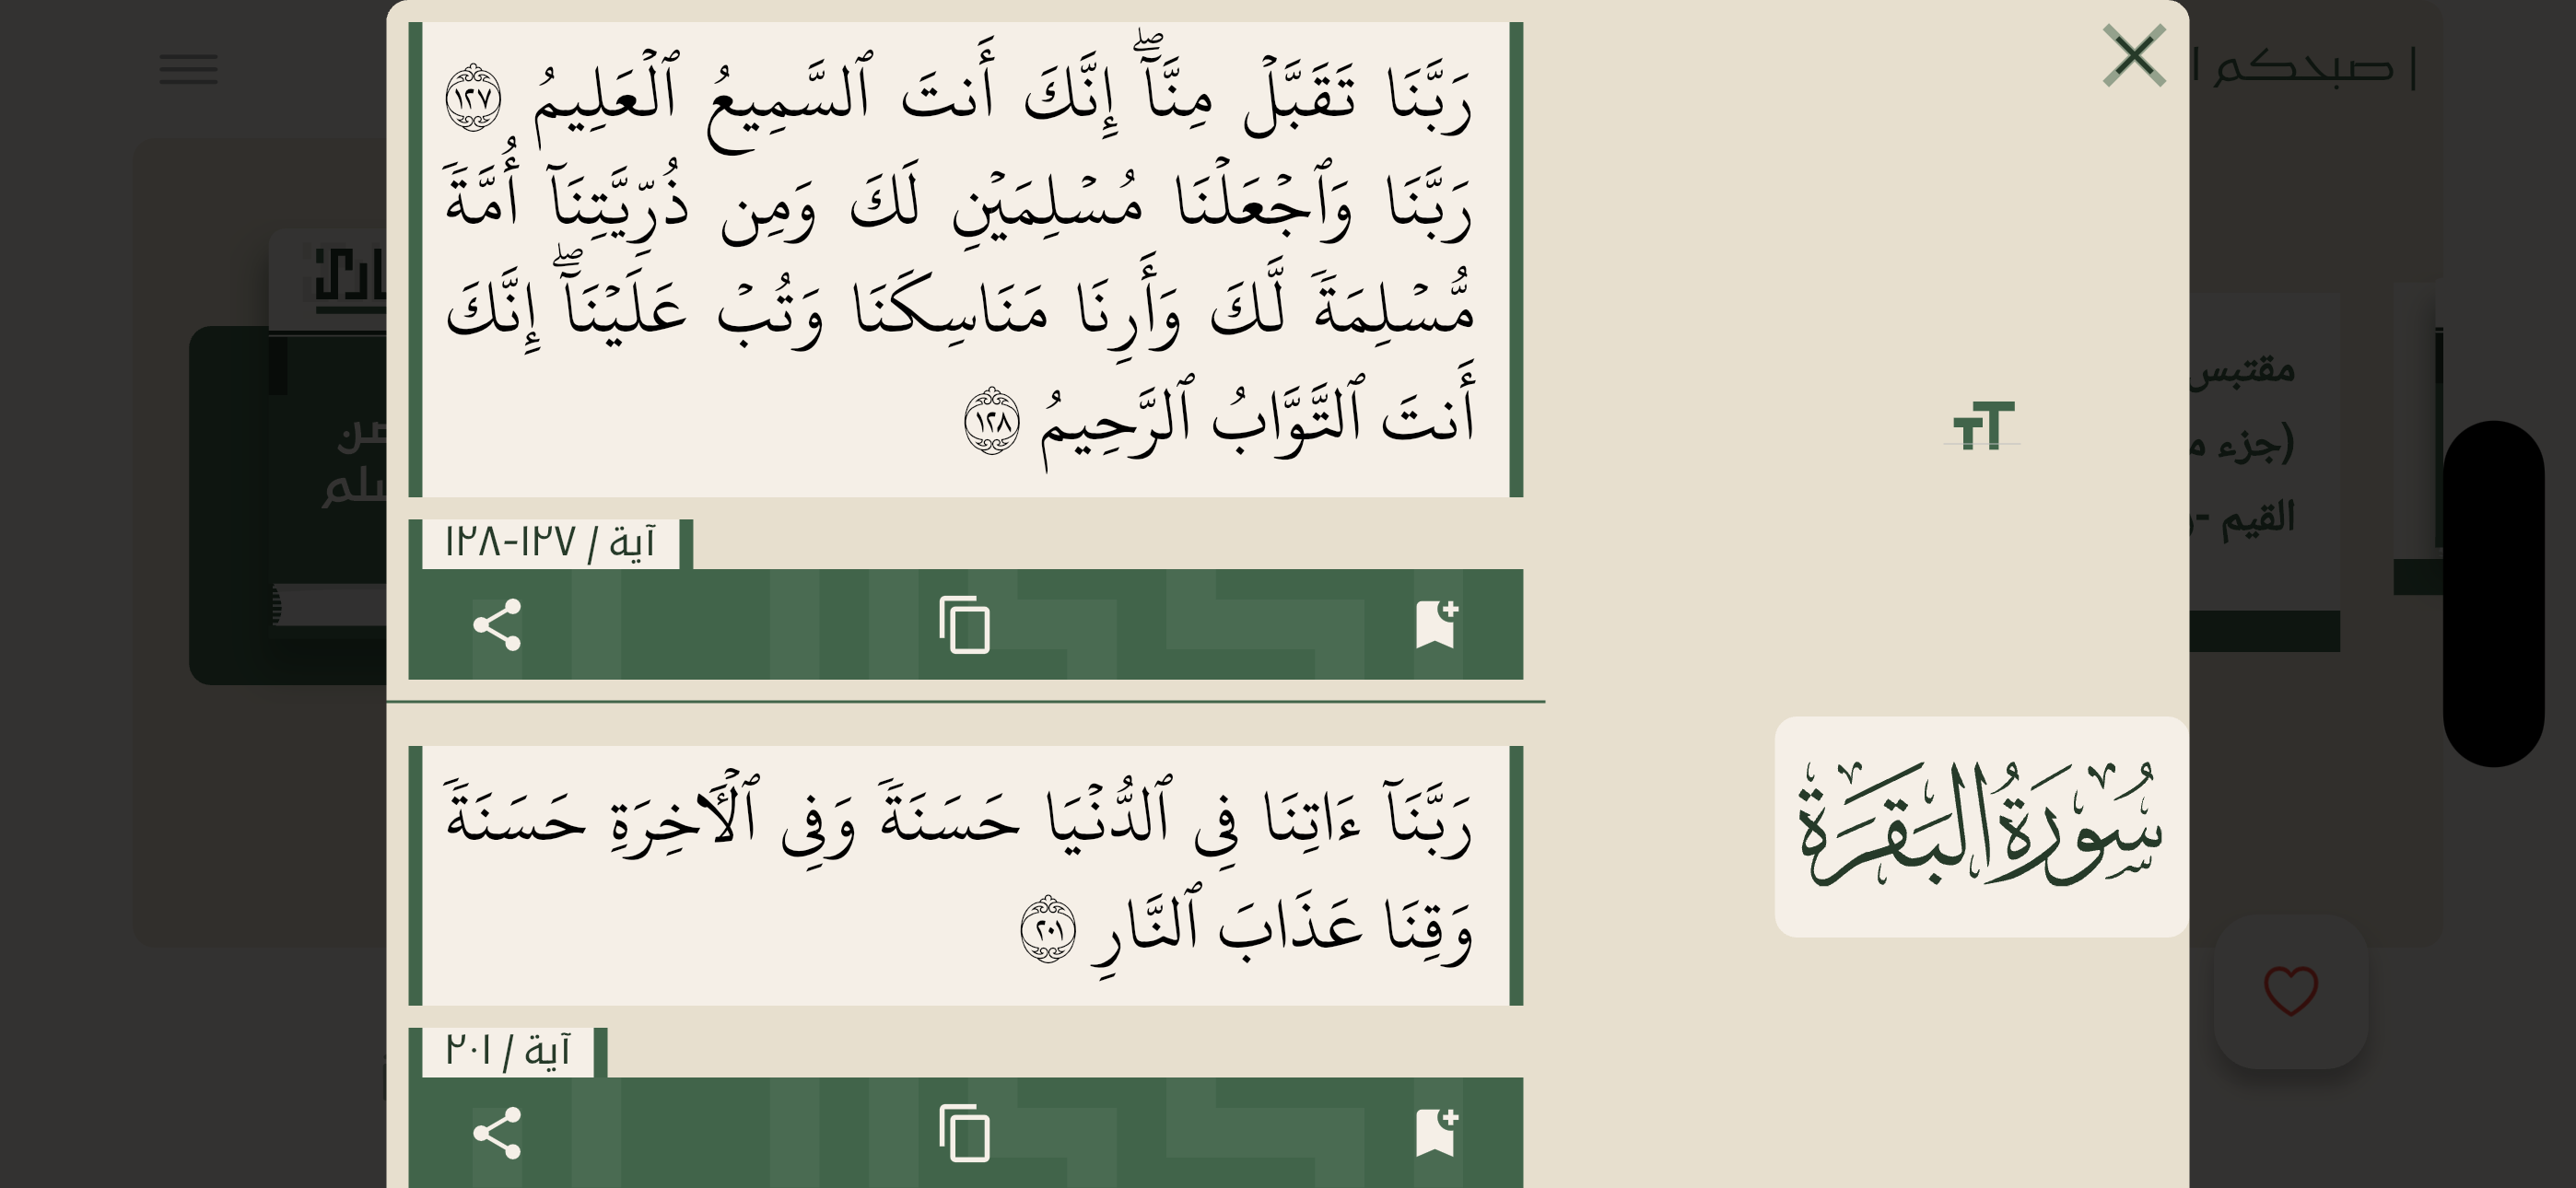 | صبحكم |
رَبَّنَا تَقَبَّلۡ مِنَّآۖ إِنَّكَ أَنتَ ٱلسَّمِيعُ ٱلۡعَلِيمُ ١٢٧
رَبَّنَا وَٱجۡعَلۡنَا مُسۡلِمَيۡنِ لَكَ وَمِن ذُرِّيَّتِنَآ أُمَّةٗ
مُّسۡلِمَةٗ لَّكَ وَأَرِنَا مَنَاسِكَنَا وَتُبۡ عَلَيۡنَآۖ إِنَّكَ
أَنتَ ٱلتَّوَّابُ ٱلرَّحِيمُ ١٢٨
آية / ١٢٧-١٢٨
سُورَةُ البَقَرَةِ
رَبَّنَآ ءَاتِنَا فِي ٱلدُّنۡيَا حَسَنَةٗ وَفِي ٱلۡأٓخِرَةِ حَسَنَةٗ
وَقِنَا عَذَابَ ٱلنَّارِ ٢٠١
آية / ٢٠١
مقتبس
(جزء
القيم -